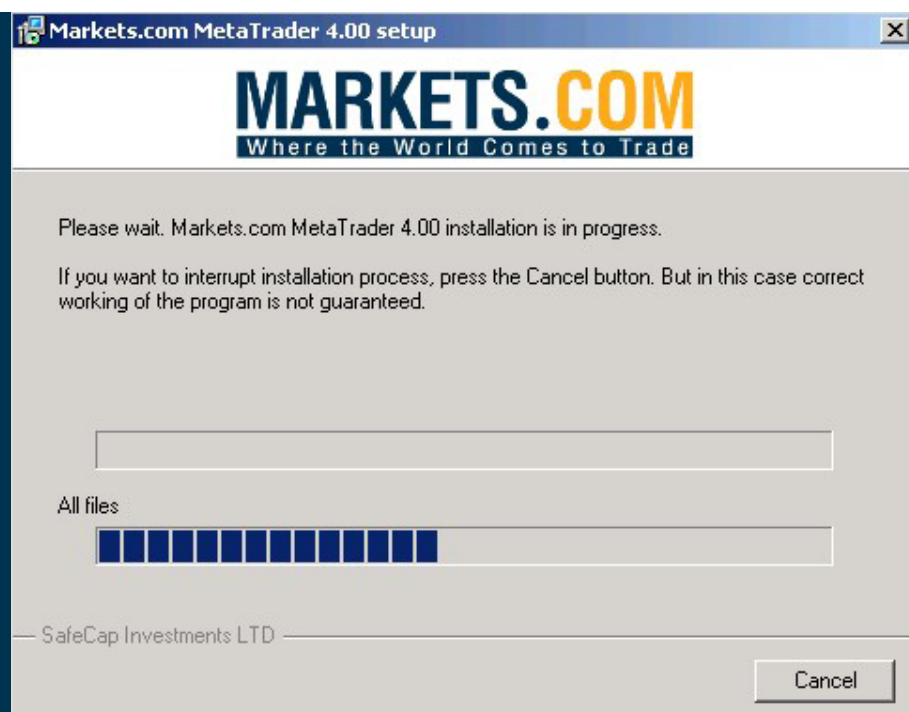 Markets.com MetaTrader 4.00 setup
MARKETS.COM
Where the World Comes to Trade
Please wait. Markets.com MetaTrader 4.00 installation is in progress.
If you want to interrupt installation process, press the Cancel button. But in this case correct
working of the program is not guaranteed.
All files
SafeCap Investments LTD
Cancel